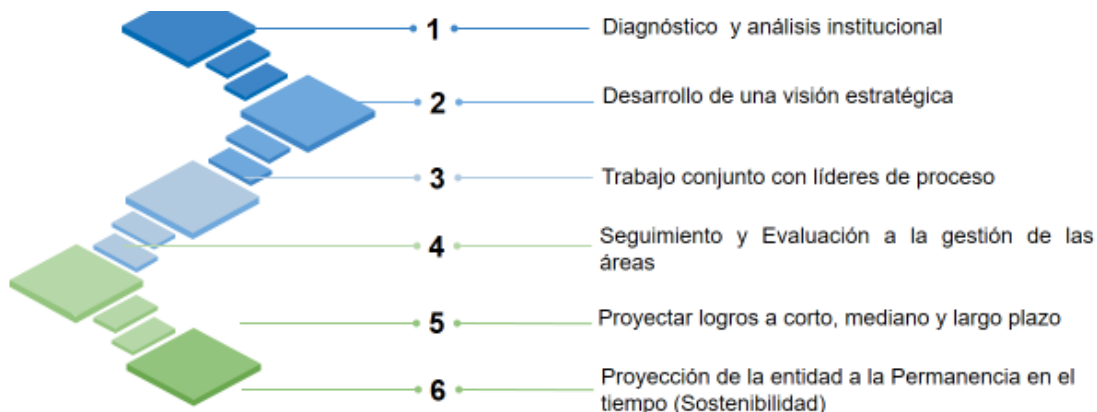 1 Diagnóstico y análisis institucional
2 Desarrollo de una visión estratégica
3 Trabajo conjunto con líderes de proceso
4 Seguimiento y Evaluación a la gestión de las
áreas
5 Proyectar logros a corto, mediano y largo plazo
6 Proyección de la entidad a la Permanencia en el
tiempo (Sostenibilidad)